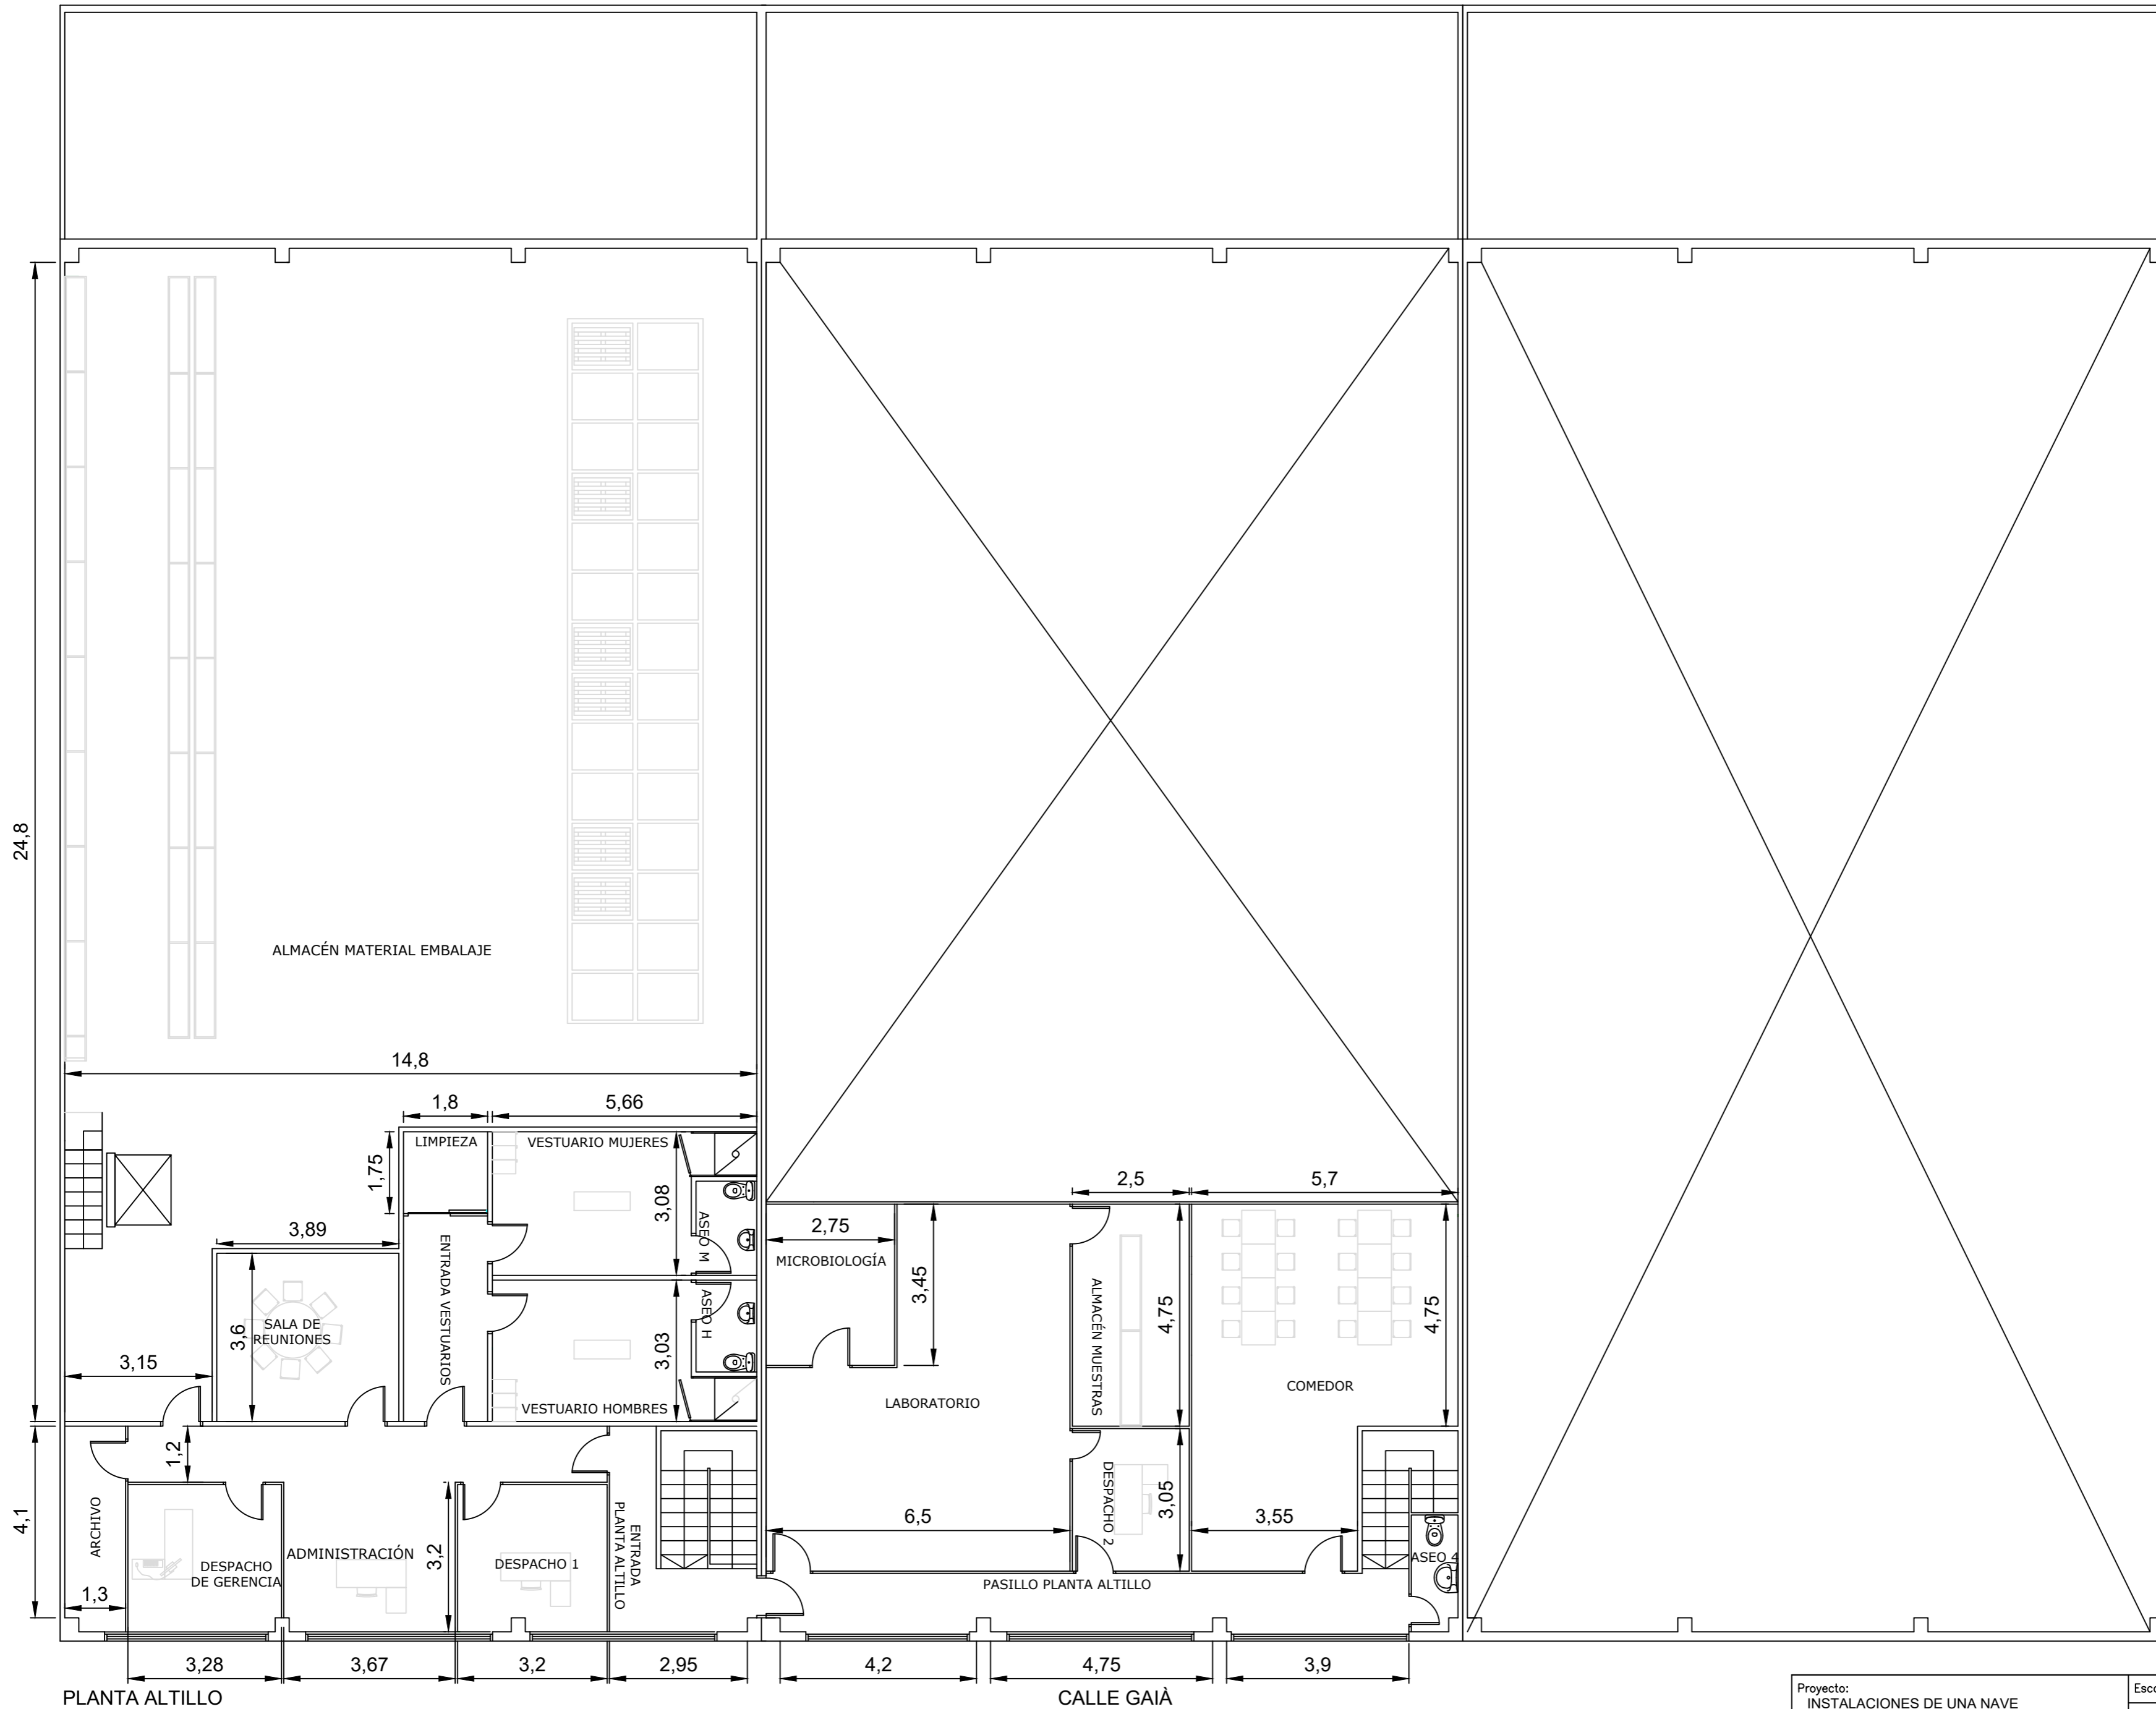 24,8
ALMACÉN MATERIAL EMBALAJE
14,8
1,8
5,66
LIMPIEZA
VESTUARIO MUJERES
1,75
3,08
ASEO M
2,5
5,7
3,89
ENTRADA VESTUARIOS
2,75
MICROBIOLOGÍA
3,45
ALMACÉN MUESTRAS
4,75
4,75
SALA DE
REUNIONES
3,6
ASEO H
3,03
3,15
COMEDOR
VESTUARIO HOMBRES
LABORATORIO
4,1
1,2
ARCHIVO
DESPACHO
DE GERENCIA
ADMINISTRACIÓN
3,2
DESPACHO 1
ENTRADA
PLANTA ALTILLO
6,5
DESPACHO 2
3,05
3,55
ASEO 4
1,3
PASILLO PLANTA ALTILLO
3,28
3,67
3,2
2,95
4,2
4,75
3,9
PLANTA ALTILLO
CALLE GAIÀ
Proyecto:
INSTALACIONES DE UNA NAVE